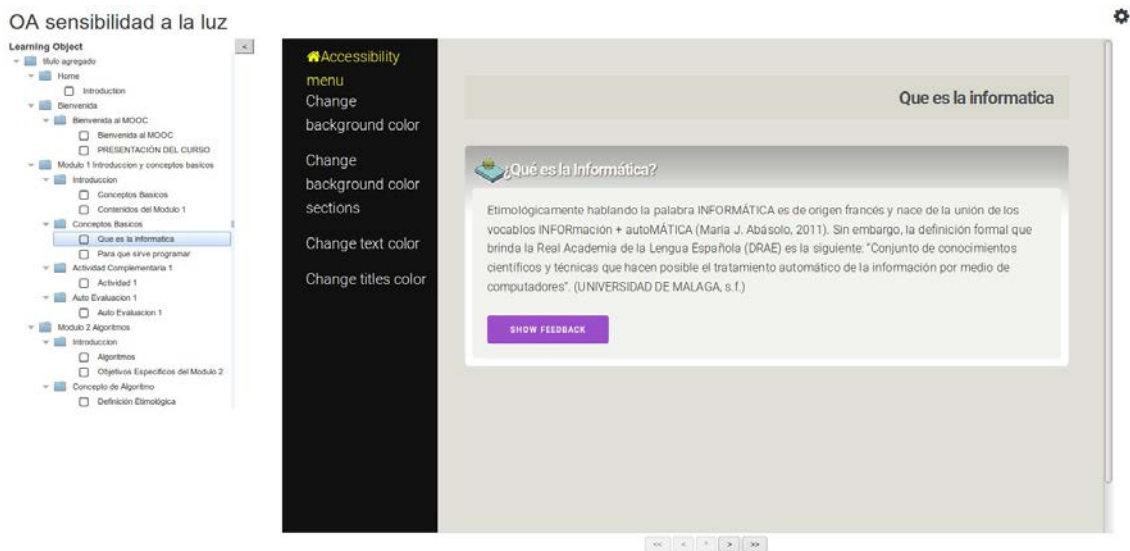 OA sensibilidad a la luz
Learning Object
<
título agregado
Home
Introduction
Bienvenida
Bienvenida al MOOC
Bienvenida al MOOC
PRESENTACIÓN DEL CURSO
Modulo 1 Introduccion y conceptos basicos
Introduccion
Conceptos Basicos
Contenidos del Modulo 1
Conceptos Basicos
Que es la informatica
Para que sirve programar
Actividad Complementaria 1
Actividad 1
Auto Evaluacion 1
Auto Evaluacion 1
Modulo 2 Algoritmos
Introduccion
Algoritmos
Objetivos Especificos del Modulo 2
Concepto de Algoritmo
Definición Etimológica
Accessibility
menu
Change
background color
Change
background color
sections
Change text color
Change titles color
Que es la informatica
¿Qué es la Informática?
Etimológicamente hablando la palabra INFORMÁTICA es de origen francés y nace de la unión de los
vocablos INFORmación + autoMÁTICA (María J. Abásolo, 2011). Sin embargo, la definición formal que
brinda la Real Academia de la Lengua Española (DRAE) es la siguiente: “Conjunto de conocimientos
científicos y técnicas que hacen posible el tratamiento automático de la información por medio de
computadores”. (UNIVERSIDAD DE MALAGA, s.f.)
SHOW FEEDBACK
<< < ^ > >>